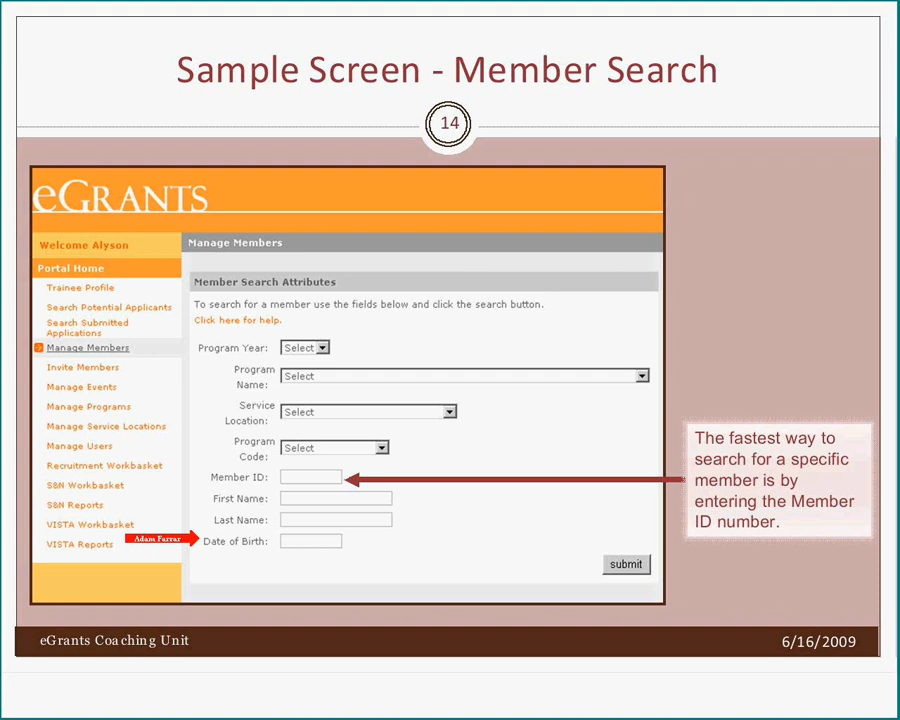 Sample Screen - Member Search
14
eGRANTS
Welcome Alyson
Portal Home
Trainee Profile
Search Potential Applicants
Search Submitted
Applications
Manage Members
Invite Members
Manage Events
Manage Programs
Manage Service Locations
Manage Users
Recruitment Workbasket
S&N Workbasket
S&N Reports
VISTA Workbasket
VISTA Reports
Adam Farrar
Manage Members
Member Search Attributes
To search for a member use the fields below and click the search button.
Click here for help.
Program Year: Select
Program
Name: Select
Service
Location: Select
Program
Code: Select
Member ID:
First Name:
Last Name:
Date of Birth:
submit
The fastest way to
search for a specific
member is by
entering the Member
ID number.
eGrants Coaching Unit
6/16/2009